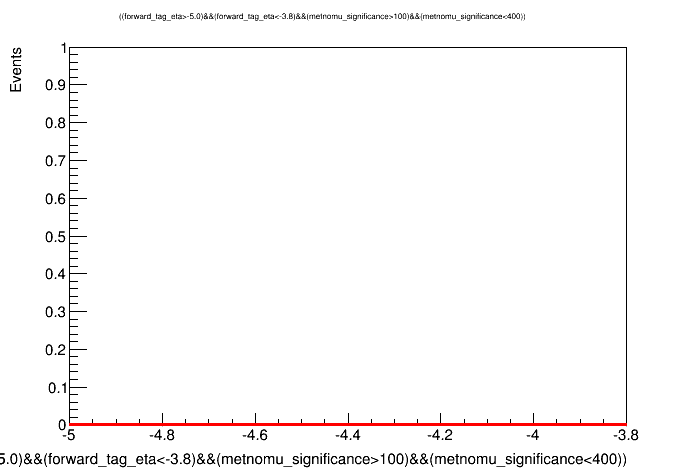 ((forward_tag_eta>-5.0)&&(forward_tag_eta<-3.8)&&(metnomu_significance>100)&&(metnomu_significance<400))
Events
1
0.9
0.8
0.7
0.6
0.5
0.4
0.3
0.2
0.1
0
-5 -4.8 -4.6 -4.4 -4.2 -4 -3.8
5.0)&&(forward_tag_eta<-3.8)&&(metnomu_significance>100)&&(metnomu_significance<400))